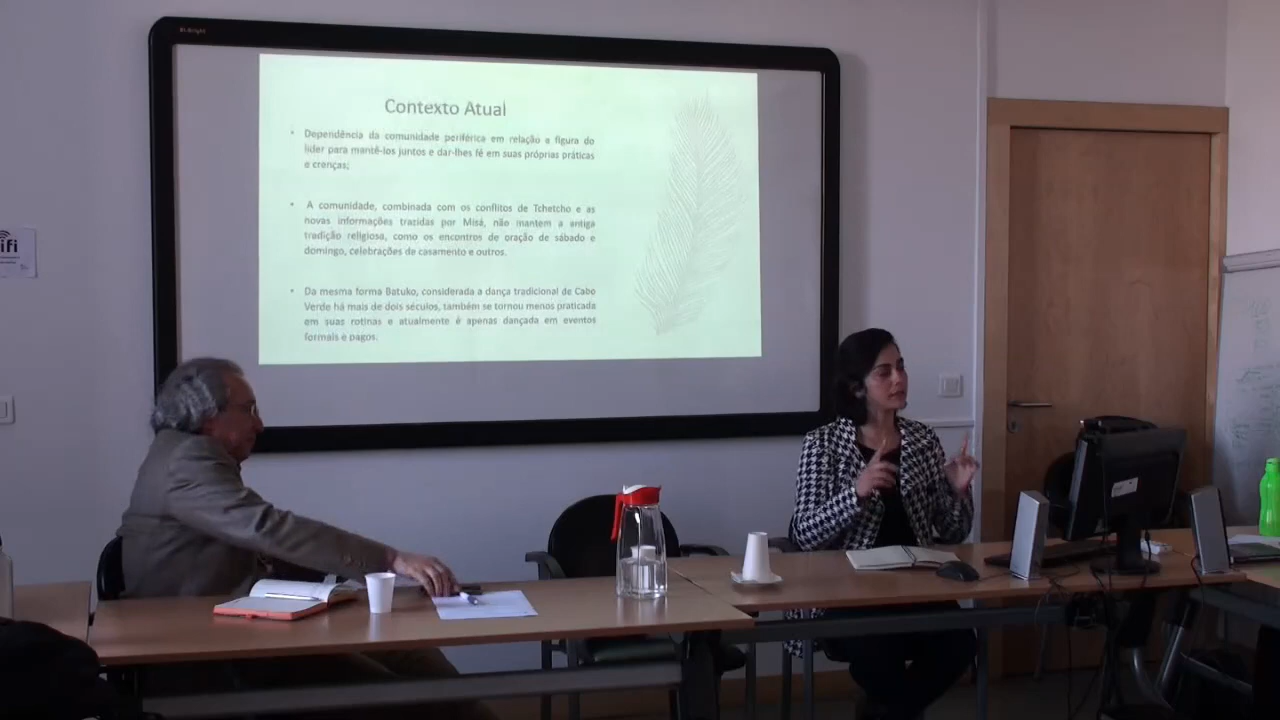 Contexto Atual
• Dependência da comunidade periférica em relação a figura do
líder para mantê-los juntos e dar-lhes fé em suas próprias práticas
e crenças;
• A comunidade, combinada com os conflitos de Tchetcho e as
novas informações trazidas por Misá, não mantem a antiga
tradição religiosa, como os encontros de oração de sábado e
domingo, celebrações de casamento e outros.
• Da mesma forma Batuko, considerada a dança tradicional de Cabo
Verde há mais de dois séculos, também se tornou menos praticada
em suas rotinas e atualmente é apenas dançada em eventos
formais e pagos.
ifi